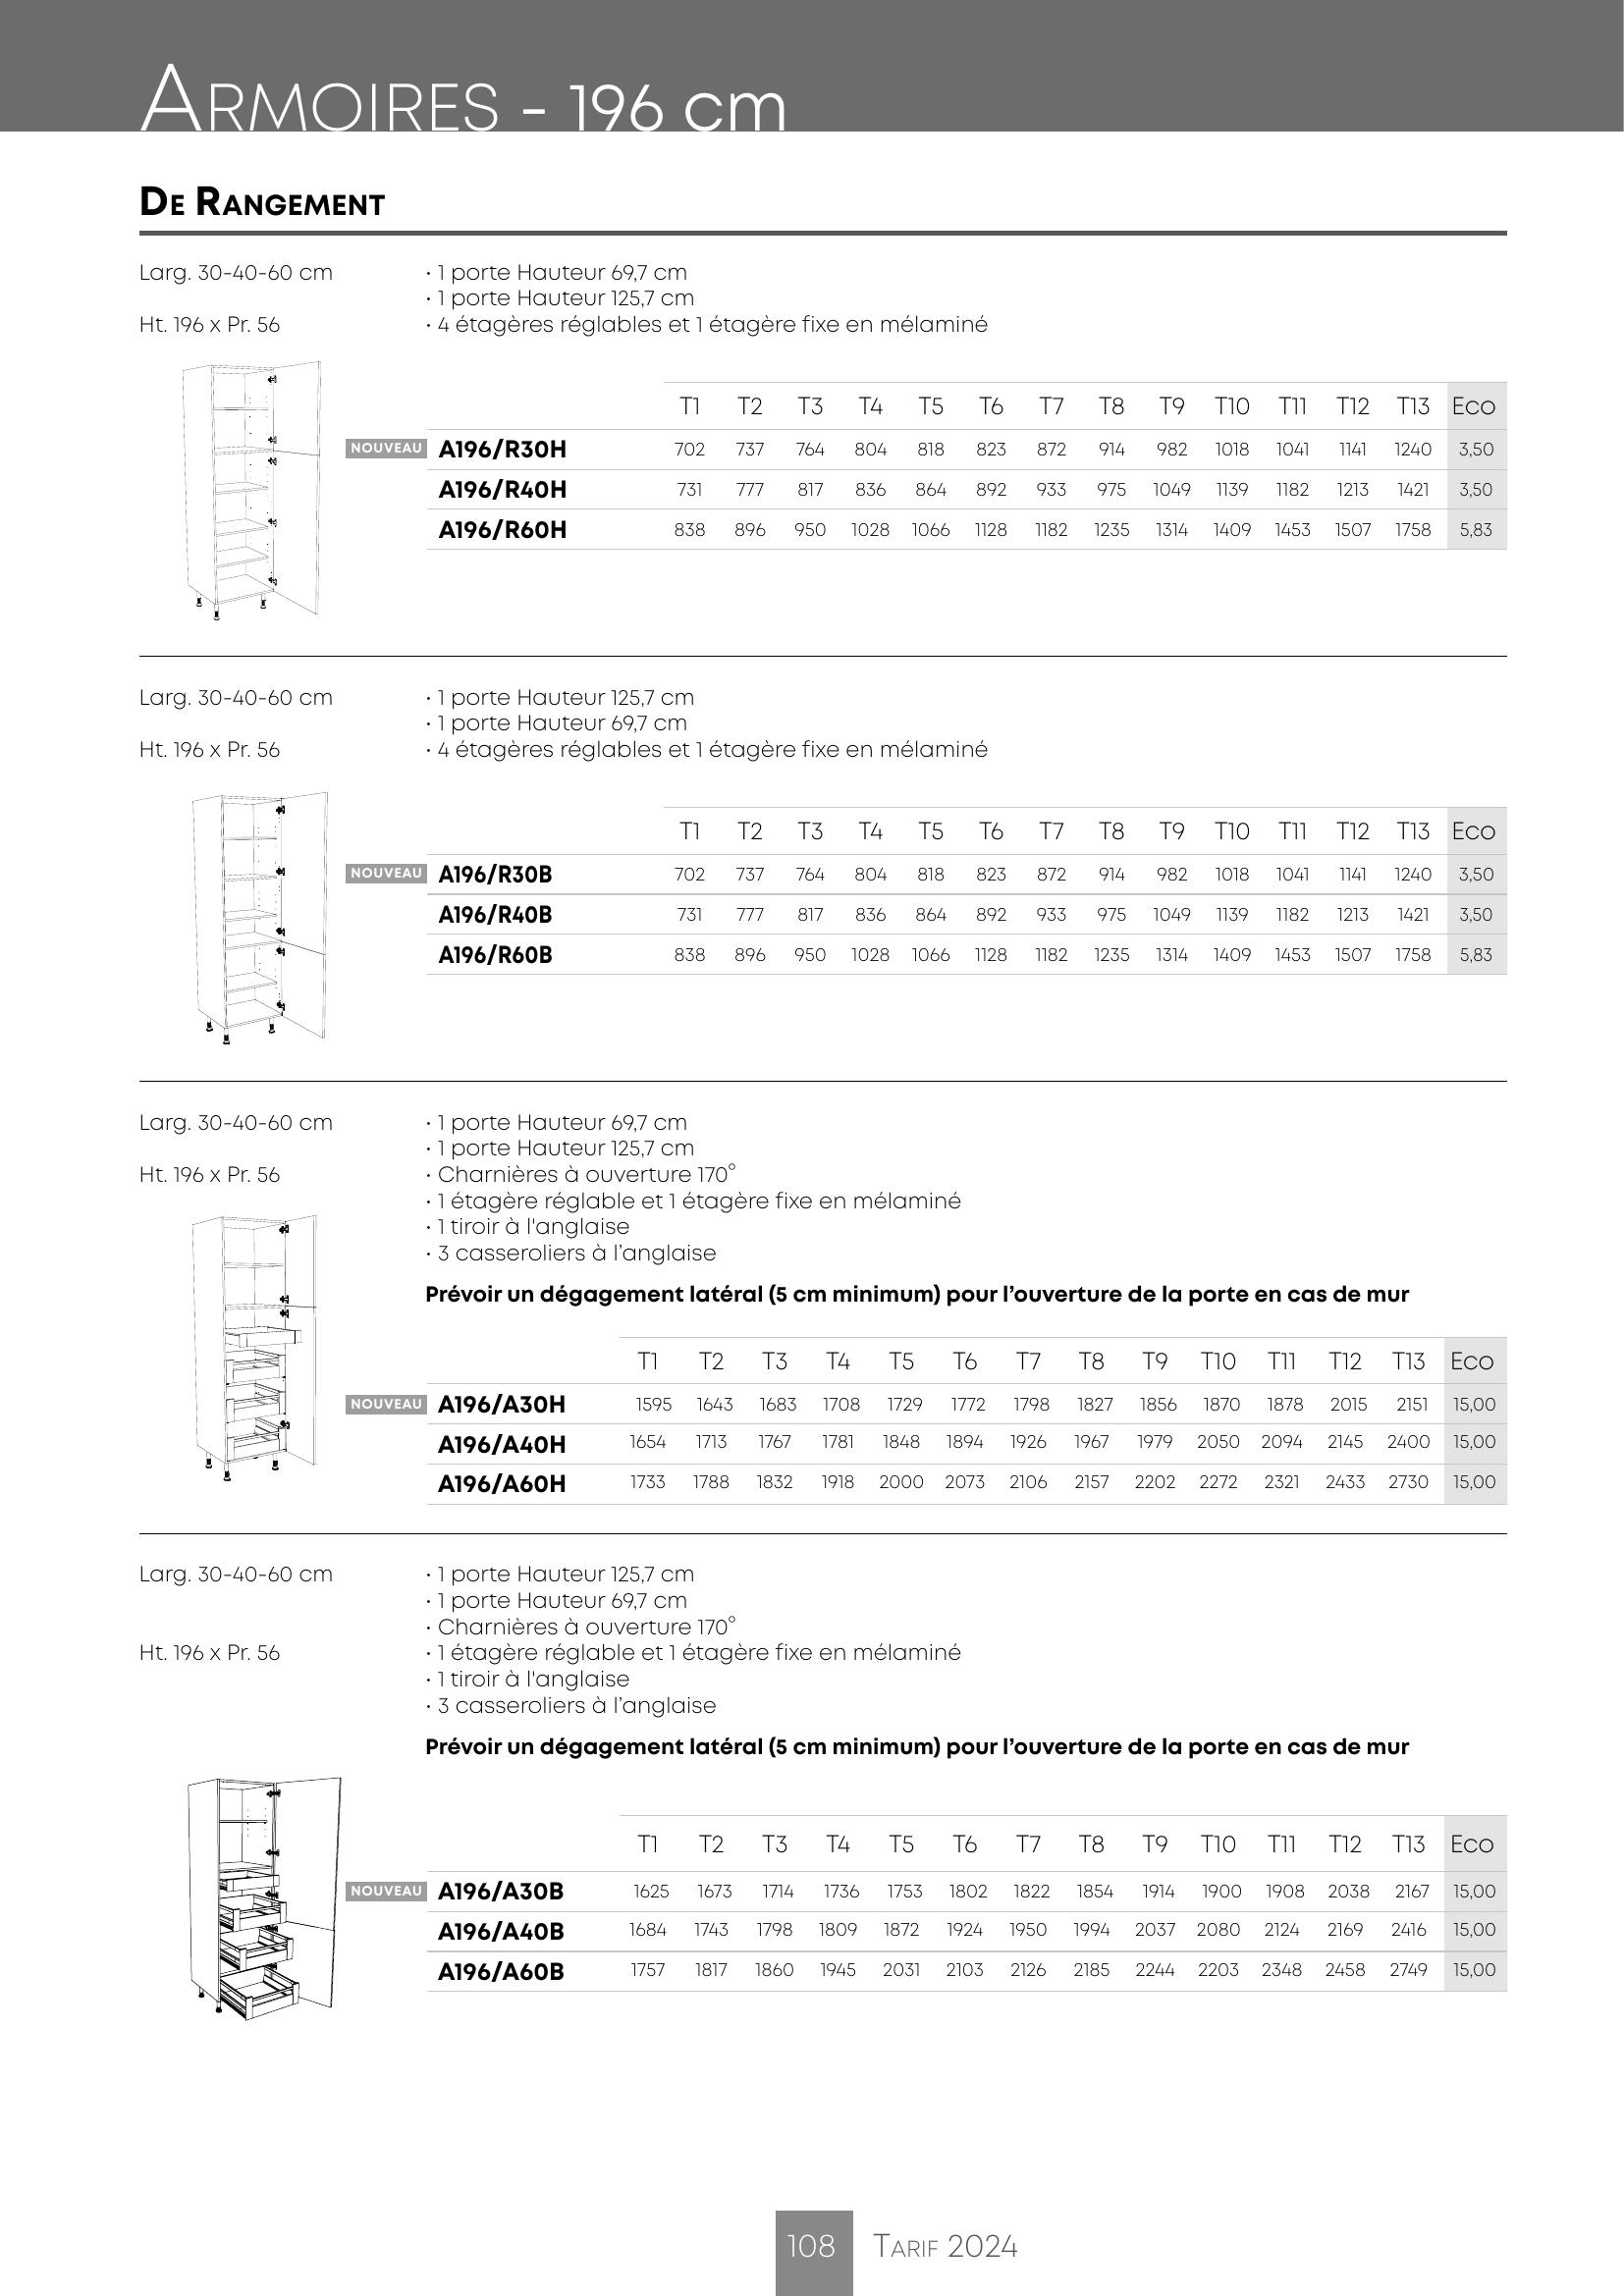 ARMOIRES - 196 cm
DE RANGEMENT
Larg. 30-40-60 cm
Ht. 196 x Pr. 56
• 1 porte Hauteur 69,7 cm
• 1 porte Hauteur 125,7 cm
• 4 étagères réglables et 1 étagère fixe en mélaminé
T1 T2 T3 T4 T5 T6 T7 T8 T9 T10 T11 T12 T13 Eco
NOUVEAU A196/R30H 702 737 764 804 818 823 872 914 982 1018 1041 1141 1240 3,50
A196/R40H 731 777 817 836 864 892 933 975 1049 1139 1182 1213 1421 3,50
A196/R60H 838 896 950 1028 1066 1128 1182 1235 1314 1409 1453 1507 1758 5,83
Larg. 30-40-60 cm
Ht. 196 x Pr. 56
• 1 porte Hauteur 125,7 cm
• 1 porte Hauteur 69,7 cm
• 4 étagères réglables et 1 étagère fixe en mélaminé
T1 T2 T3 T4 T5 T6 T7 T8 T9 T10 T11 T12 T13 Eco
NOUVEAU A196/R30B 702 737 764 804 818 823 872 914 982 1018 1041 1141 1240 3,50
A196/R40B 731 777 817 836 864 892 933 975 1049 1139 1182 1213 1421 3,50
A196/R60B 838 896 950 1028 1066 1128 1182 1235 1314 1409 1453 1507 1758 5,83
Larg. 30-40-60 cm
Ht. 196 x Pr. 56
• 1 porte Hauteur 69,7 cm
• 1 porte Hauteur 125,7 cm
• Charnières à ouverture 170°
• 1 étagère réglable et 1 étagère fixe en mélaminé
• 1 tiroir à l'anglaise
• 3 casseroliers à l’anglaise
Prévoir un dégagement latéral (5 cm minimum) pour l’ouverture de la porte en cas de mur
T1 T2 T3 T4 T5 T6 T7 T8 T9 T10 T11 T12 T13 Eco
NOUVEAU A196/A30H 1595 1643 1683 1708 1729 1772 1798 1827 1856 1870 1878 2015 2151 15,00
A196/A40H 1654 1713 1767 1781 1848 1894 1926 1967 1979 2050 2094 2145 2400 15,00
A196/A60H 1733 1788 1832 1918 2000 2073 2106 2157 2202 2272 2321 2433 2730 15,00
Larg. 30-40-60 cm
Ht. 196 x Pr. 56
• 1 porte Hauteur 125,7 cm
• 1 porte Hauteur 69,7 cm
• Charnières à ouverture 170°
• 1 étagère réglable et 1 étagère fixe en mélaminé
• 1 tiroir à l'anglaise
• 3 casseroliers à l’anglaise
Prévoir un dégagement latéral (5 cm minimum) pour l’ouverture de la porte en cas de mur
T1 T2 T3 T4 T5 T6 T7 T8 T9 T10 T11 T12 T13 Eco
NOUVEAU A196/A30B 1625 1673 1714 1736 1753 1802 1822 1854 1914 1900 1908 2038 2167 15,00
A196/A40B 1684 1743 1798 1809 1872 1924 1950 1994 2037 2080 2124 2169 2416 15,00
A196/A60B 1757 1817 1860 1945 2031 2103 2126 2185 2244 2203 2348 2458 2749 15,00
108 TARIF 2024